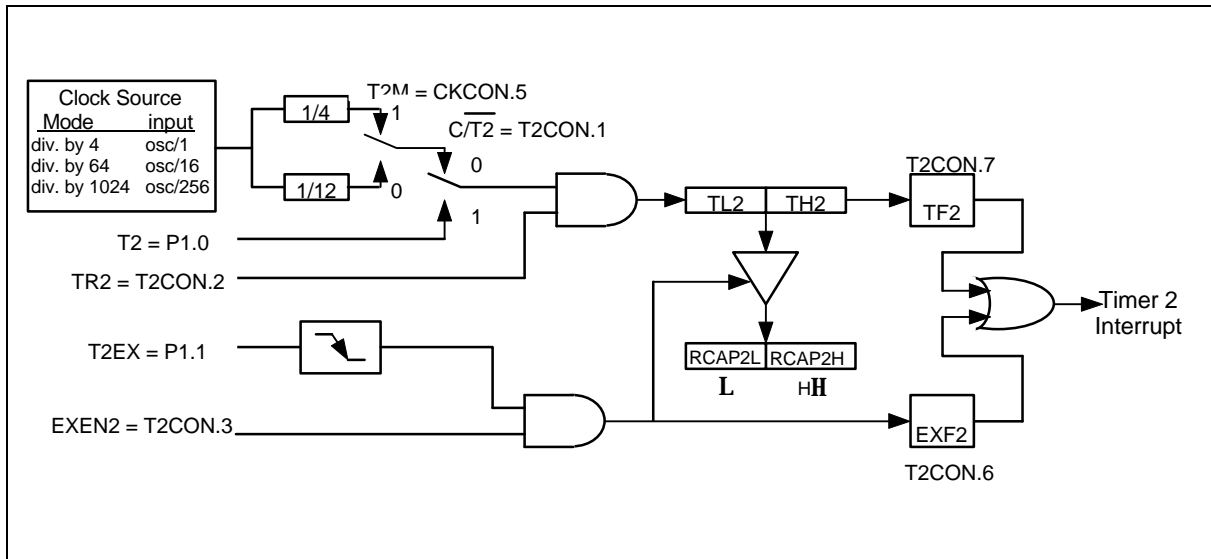 Clock Source
Mode input
div. by 4 osc/1
div. by 64 osc/16
div. by 1024 osc/256
1/4
1/12
T2M = CKCON.5
1
0
C/T2 = T2CON.1
0
1
T2 = P1.0
TR2 = T2CON.2
TL2 TH2
T2CON.7
TF2
Timer 2
Interrupt
T2EX = P1.1
RCAP2L RCAP2H
L HH
EXEN2 = T2CON.3
EXF2
T2CON.6